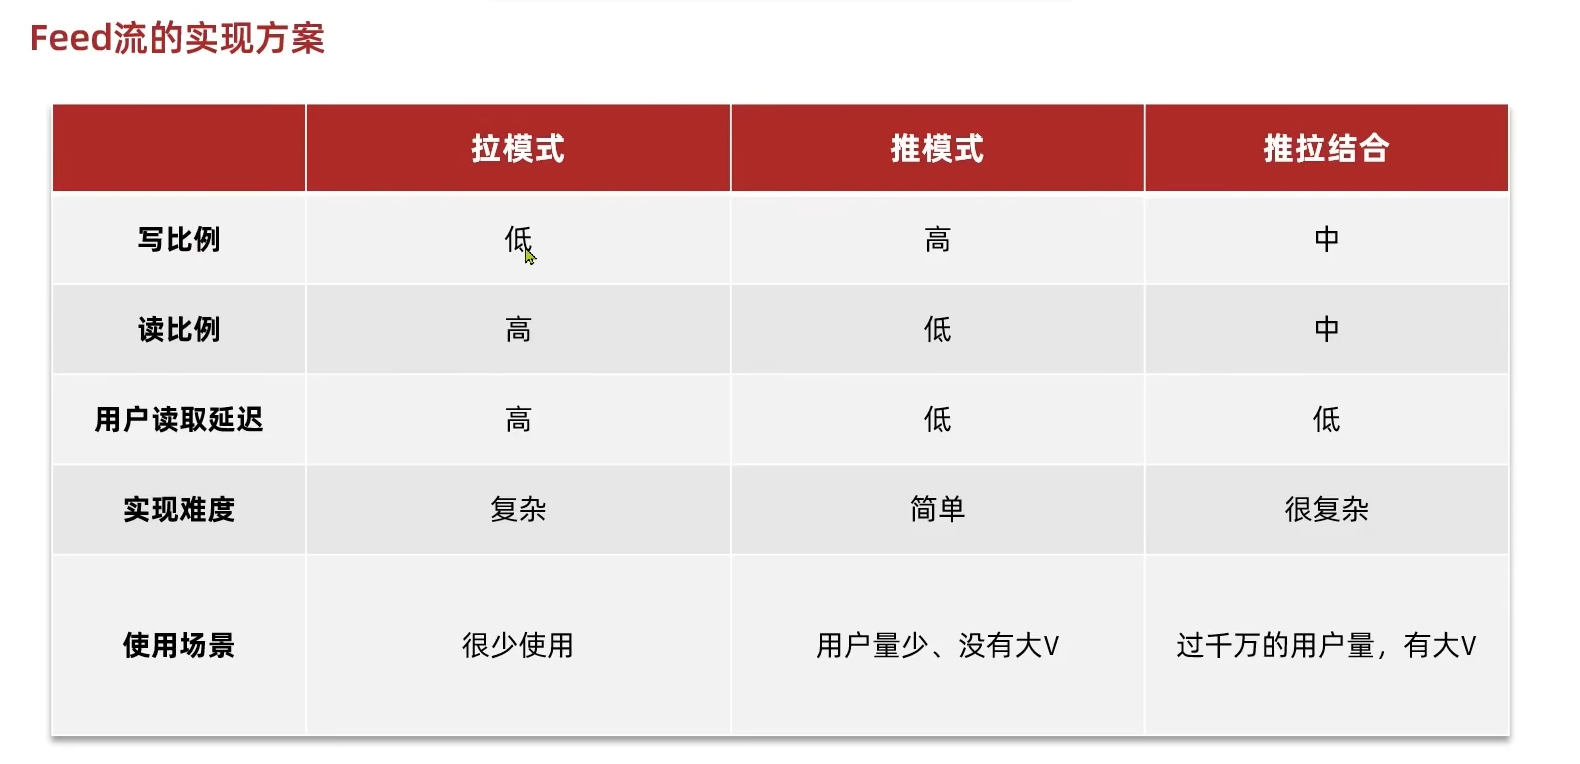 Feed流的实现方案
拉模式 推模式 推拉结合
写比例 低 高 中
读比例 高 低 中
用户读取延迟 高 低 低
实现难度 复杂 简单 很复杂
使用场景 很少使用 用户量少、没有大V 过千万的用户量，有大V